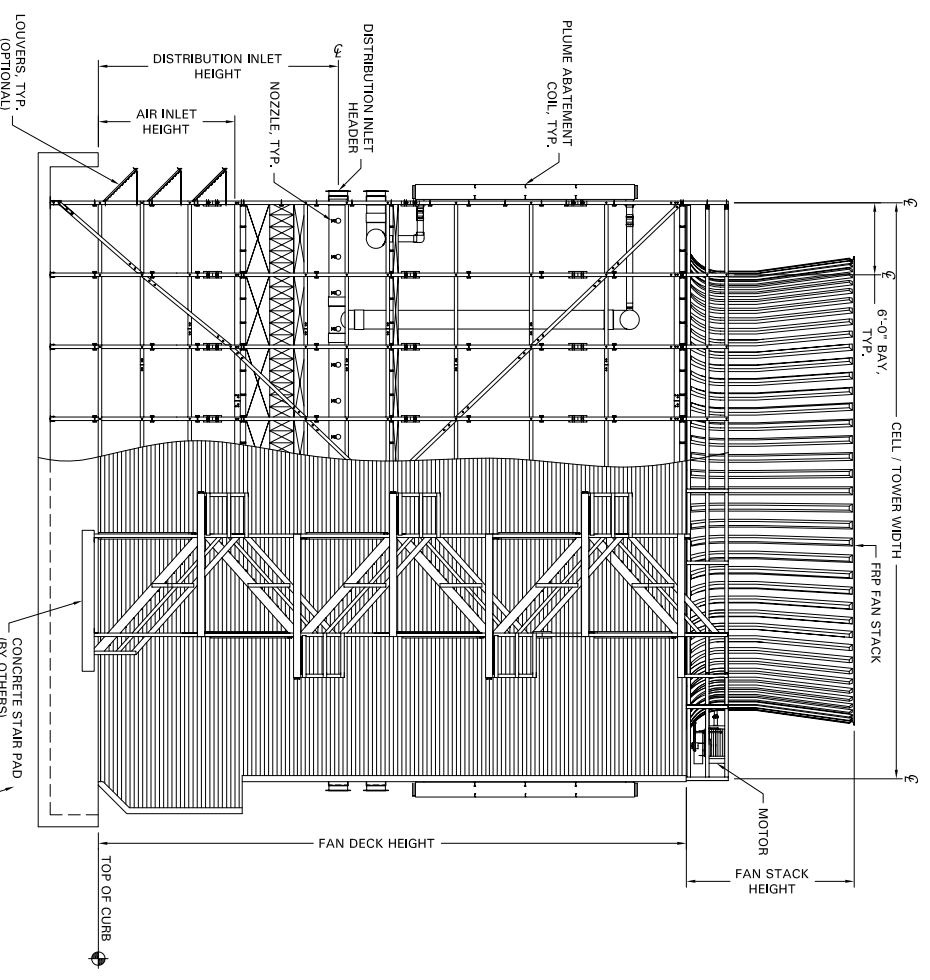 CELL / TOWER WIDTH
6'-0" BAY,
TYP.
FRP FAN STACK
PLUME ABATEMENT
COIL, TYP.
MOTOR
FAN STACK
HEIGHT
DISTRIBUTION INLET
HEADER
NOZZLE, TYP.
DISTRIBUTION INLET
HEIGHT
AIR INLET
HEIGHT
FAN DECK HEIGHT
LOUVERS, TYP.
(OPTIONAL)
CONCRETE STAIR PAD
(BY OTHERS)
TOP OF CURB